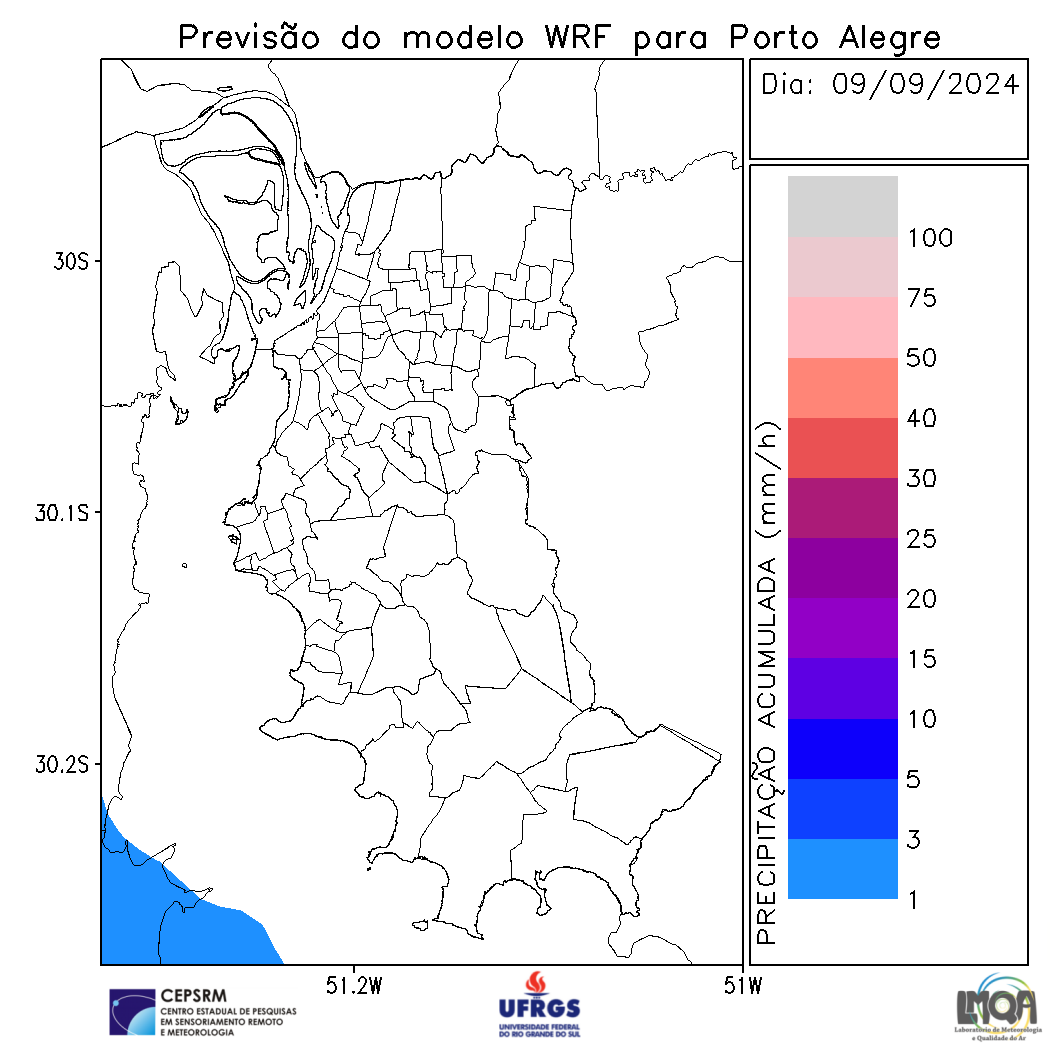 Previsão do modelo WRF para Porto Alegre
Dia: 09/09/2024
30S
30.1S
30.2S
51.2W
51W
PRECIPITAÇÃO ACUMULADA (mm/h)
100
75
50
40
30
25
20
15
10
5
3
1
CEPSRM
CENTRO ESTADUAL DE PESQUISAS
EM SENSORIAMENTO REMOTO
E METEOROLOGIA
UFRGS
UNIVERSIDADE FEDERAL
DO RIO GRANDE DO SUL
LMQA
Laboratório de Meteorologia
e Qualidade do Ar